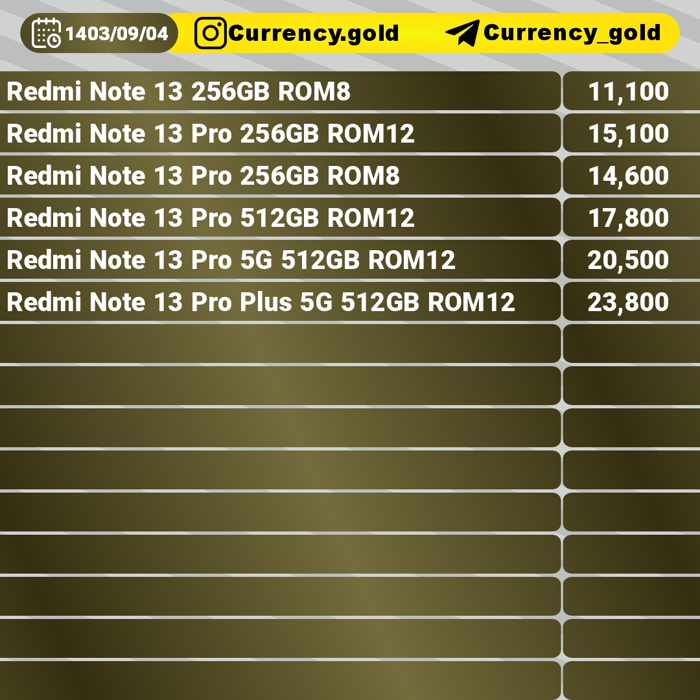 1403/09/04 Currency.gold Currency_gold
Redmi Note 13 256GB ROM8 11,100
Redmi Note 13 Pro 256GB ROM12 15,100
Redmi Note 13 Pro 256GB ROM8 14,600
Redmi Note 13 Pro 512GB ROM12 17,800
Redmi Note 13 Pro 5G 512GB ROM12 20,500
Redmi Note 13 Pro Plus 5G 512GB ROM12 23,800